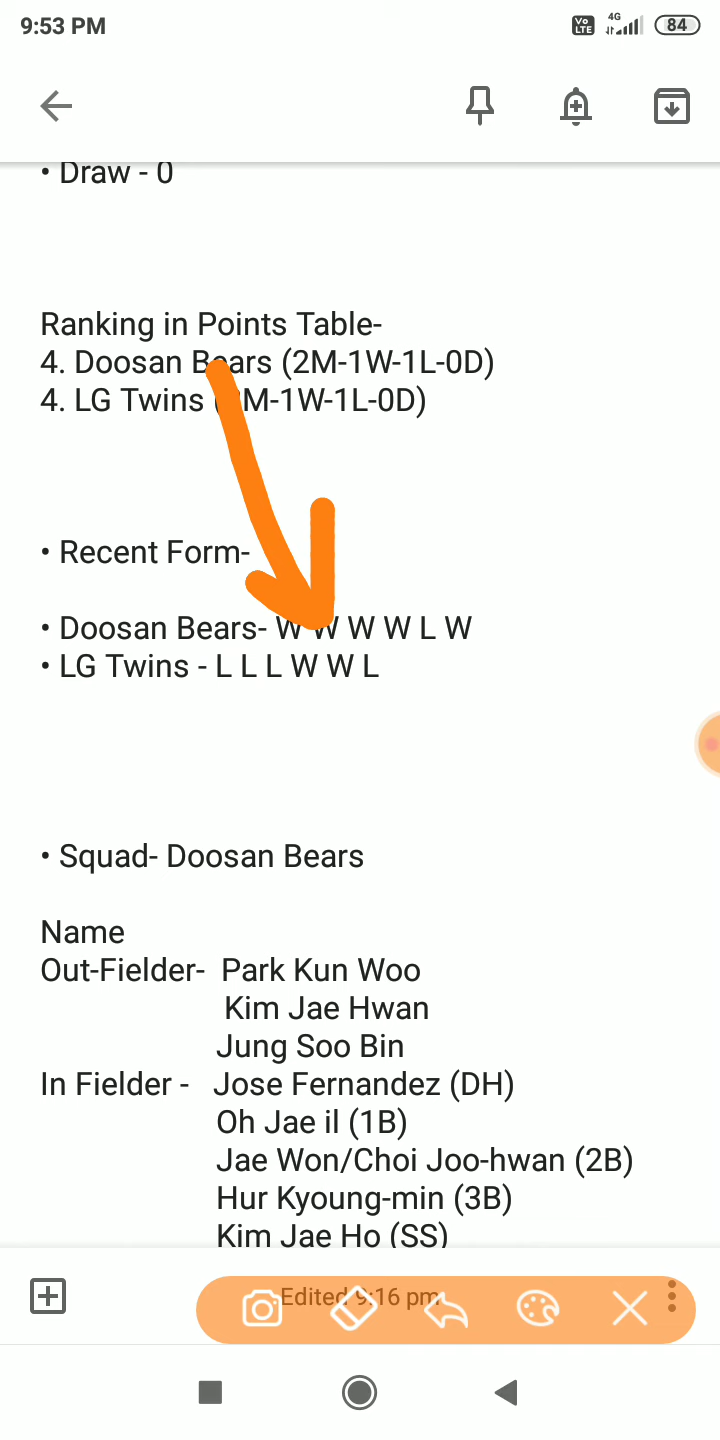 9:53 PM
Vo LTE 4G 84
• Draw - 0
Ranking in Points Table-
4. Doosan Bears (2M-1W-1L-0D)
4. LG Twins ( M-1W-1L-0D)
• Recent Form-
• Doosan Bears- W W W W L W
• LG Twins - L L L W W L
• Squad- Doosan Bears
Name
Out-Fielder- Park Kun Woo
Kim Jae Hwan
Jung Soo Bin
In Fielder - Jose Fernandez (DH)
Oh Jae il (1B)
Jae Won/Choi Joo-hwan (2B)
Hur Kyoung-min (3B)
Kim Jae Ho (SS)
Edited 9:16 pm